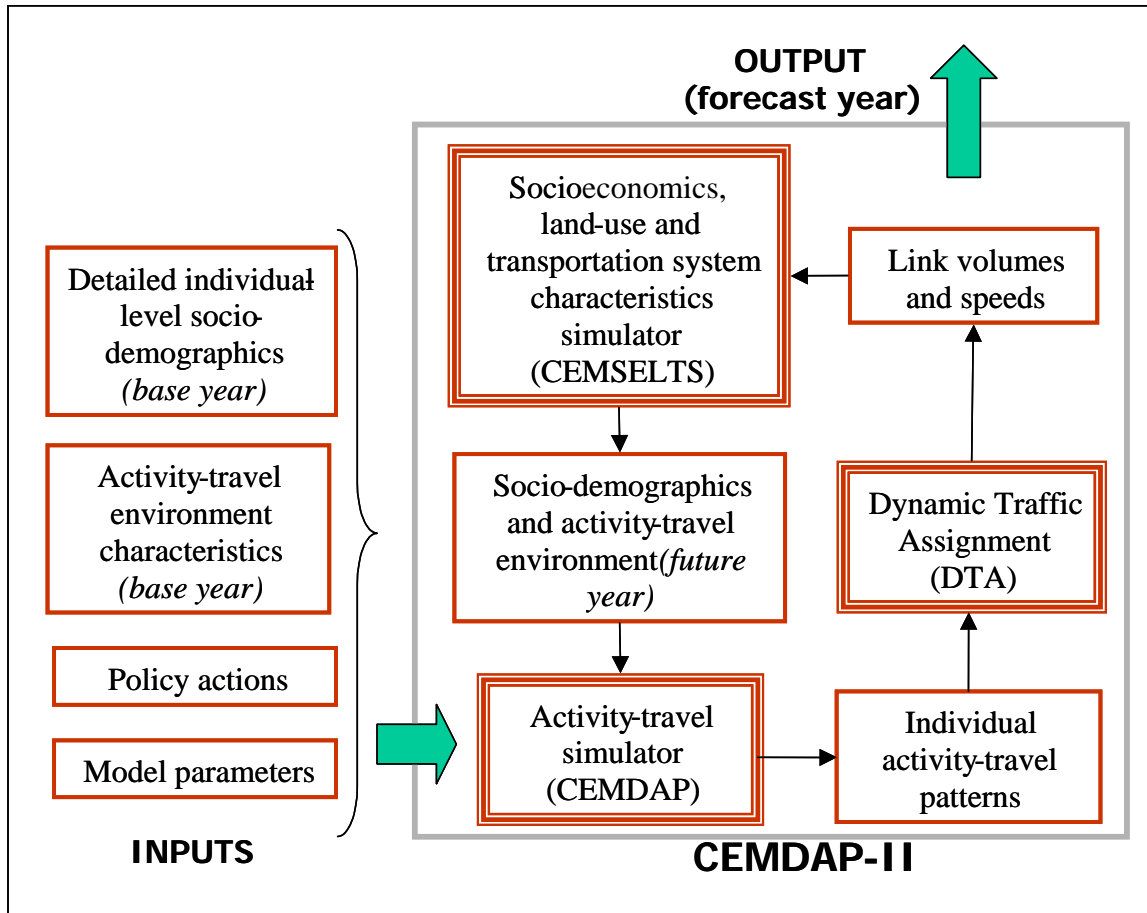 OUTPUT
(forecast year)
Socioeconomics,
land-use and
transportation system
characteristics
simulator
(CEMSELTS)
Link volumes
and speeds
Detailed individual-
level socio-
demographics
(base year)
Activity-travel
environment
characteristics
(base year)
Socio-demographics
and activity-travel
environment(future
year)
Dynamic Traffic
Assignment
(DTA)
Policy actions
Model parameters
Activity-travel
simulator
(CEMDAP)
Individual
activity-travel
patterns
INPUTS
CEMDAP-II